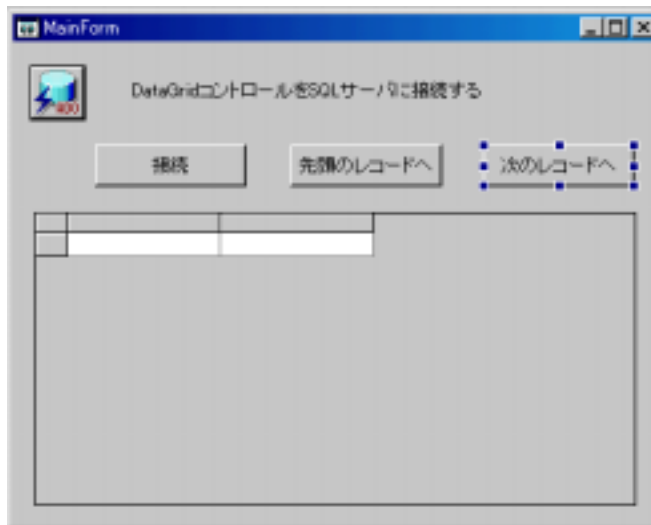 MainForm
ADO
DataGridコントロールをSQLサーバに接続する
接続
先頭のレコードへ
次のレコードへ